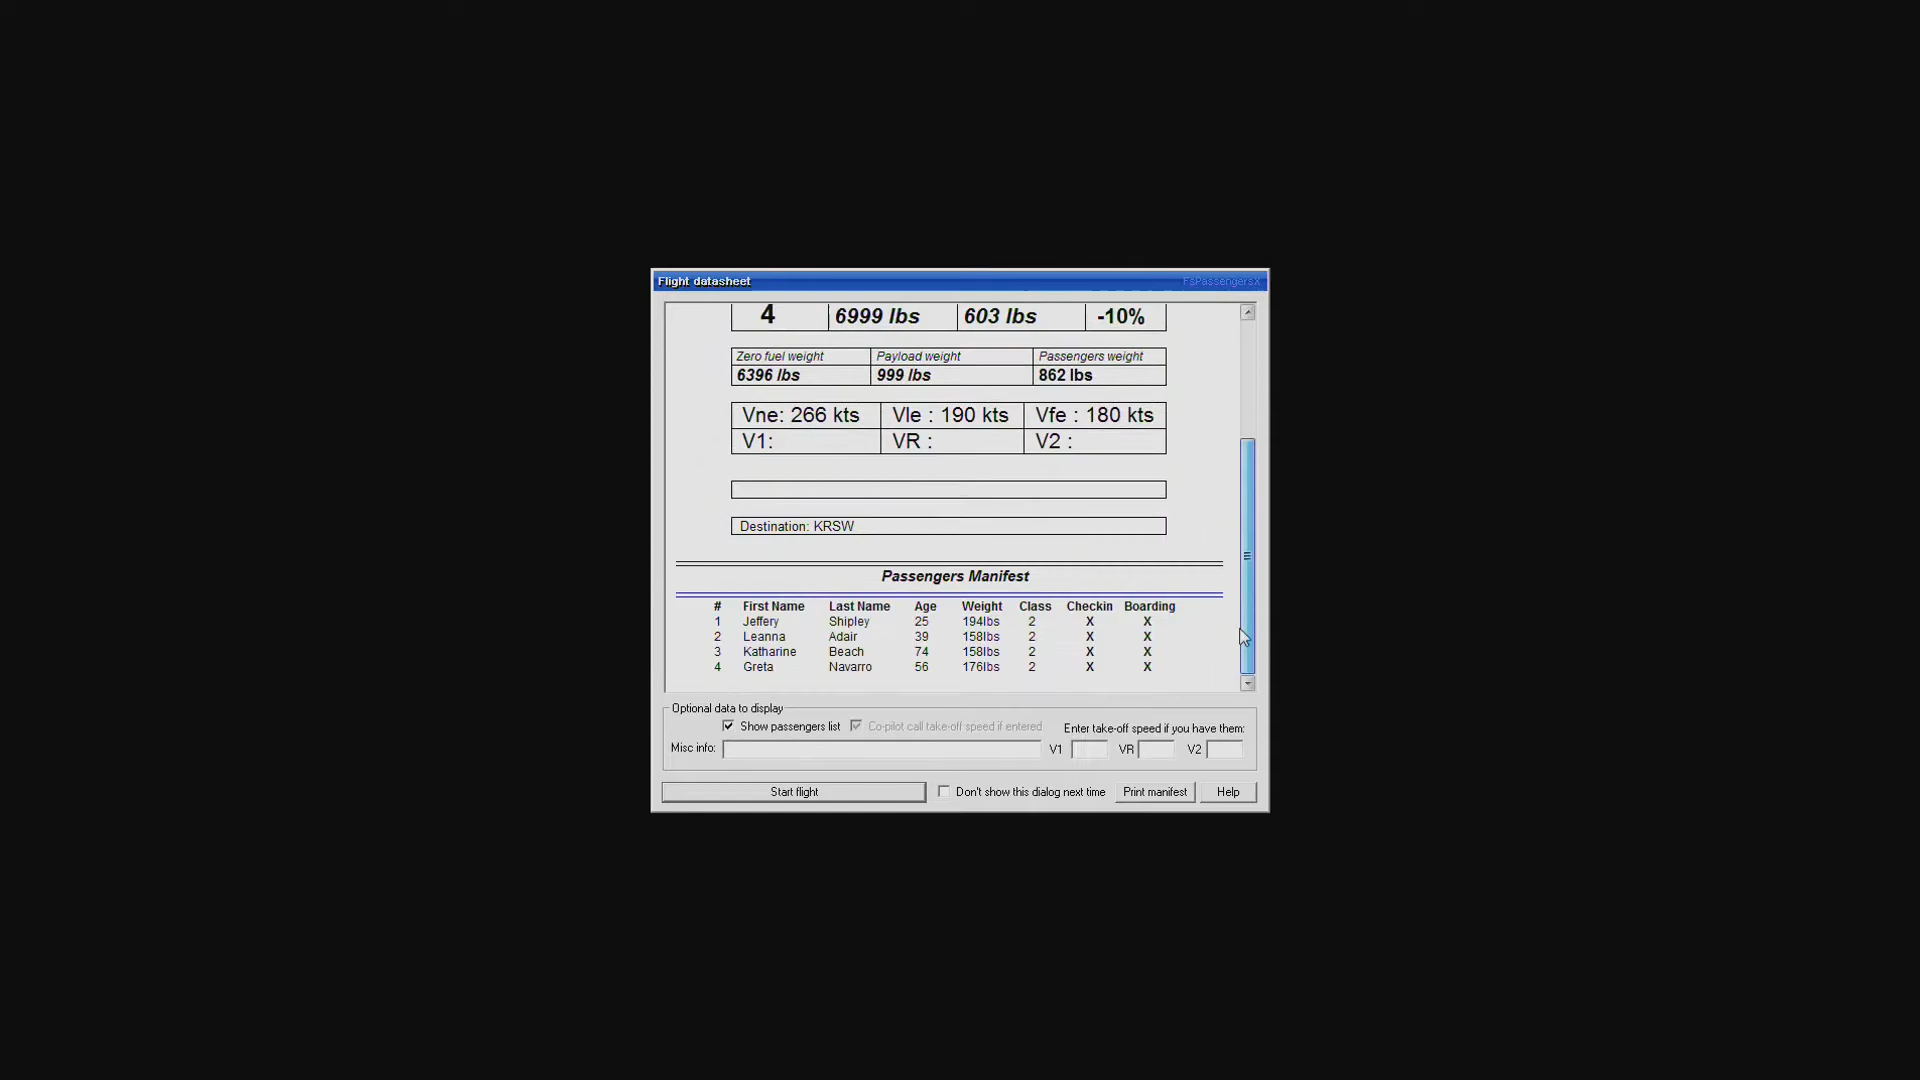 Flight datasheet FsPassengersX
4 6999 lbs 603 lbs -10%
Zero fuel weight Payload weight Passengers weight
6396 lbs 999 lbs 862 lbs
Vne: 266 kts Vle : 190 kts Vfe : 180 kts
V1: VR : V2 :
Destination: KRSW
Passengers Manifest
# First Name Last Name Age Weight Class Checkin Boarding
1 Jeffery Shipley 25 194lbs 2 X X
2 Leanna Adair 39 158lbs 2 X X
3 Katharine Beach 74 158lbs 2 X X
4 Greta Navarro 56 176lbs 2 X X
Optional data to display
Show passengers list Co-pilot call take-off speed if entered Enter take-off speed if you have them:
Misc info: V1 VR V2
Start flight Don't show this dialog next time Print manifest Help